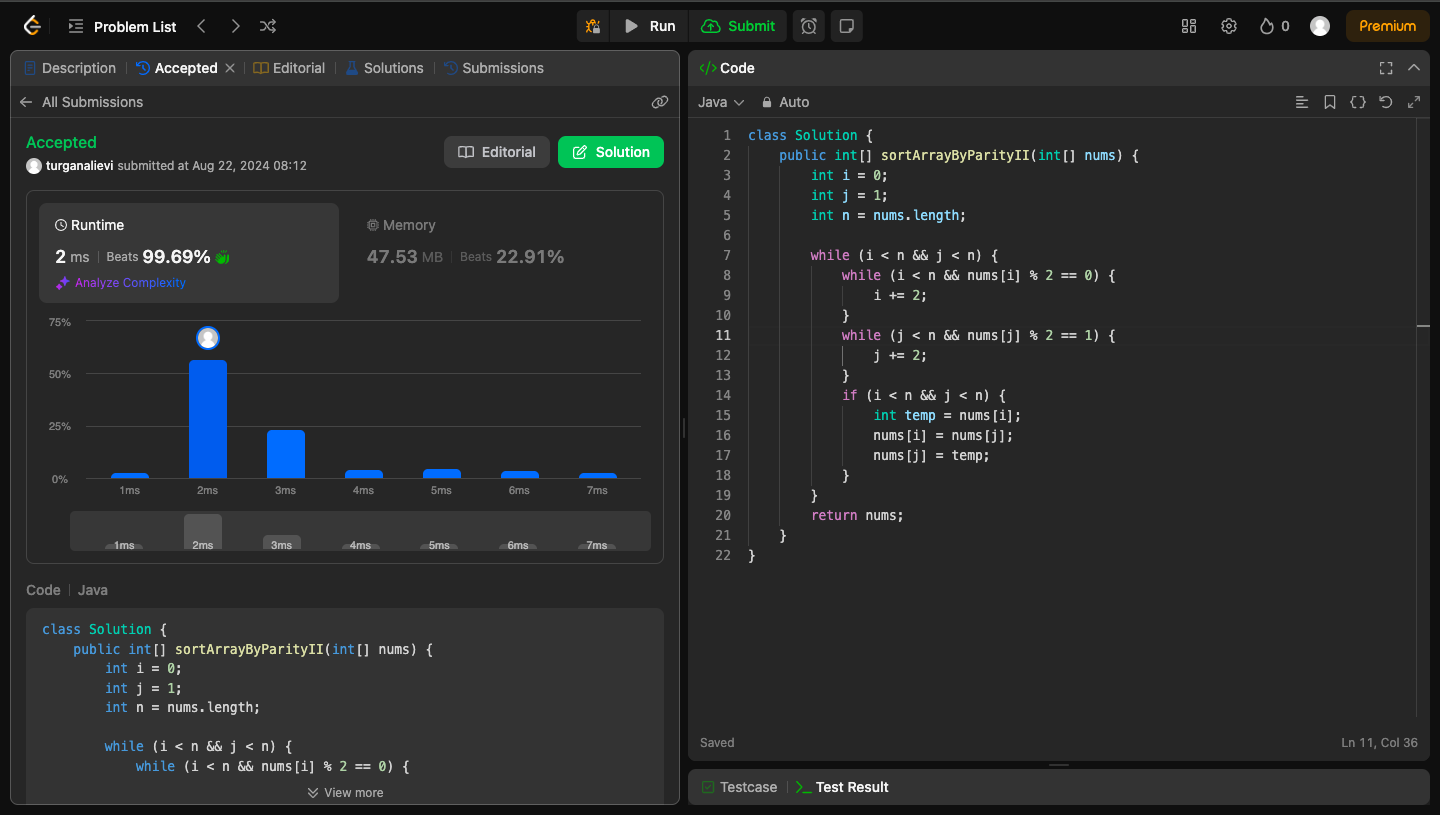 Problem List
Run
Submit
0
Premium
Description
Accepted
Editorial
Solutions
Submissions
All Submissions
Accepted
turganalievi submitted at Aug 22, 2024 08:12
Editorial
Solution
Runtime
2 ms
Beats 99.69%
Analyze Complexity
Memory
47.53 MB
Beats 22.91%
75%
50%
25%
0%
1ms 2ms 3ms 4ms 5ms 6ms 7ms
1ms 2ms 3ms 4ms 5ms 6ms 7ms
Code
Java
class Solution {
    public int[] sortArrayByParityII(int[] nums) {
        int i = 0;
        int j = 1;
        int n = nums.length;
        while (i < n && j < n) {
            while (i < n && nums[i] % 2 == 0) {
View more
</> Code
Java
Auto
1 class Solution {
2     public int[] sortArrayByParityII(int[] nums) {
3         int i = 0;
4         int j = 1;
5         int n = nums.length;
6
7         while (i < n && j < n) {
8             while (i < n && nums[i] % 2 == 0) {
9                 i += 2;
10             }
11             while (j < n && nums[j] % 2 == 1) {
12                 j += 2;
13             }
14             if (i < n && j < n) {
15                 int temp = nums[i];
16                 nums[i] = nums[j];
17                 nums[j] = temp;
18             }
19         }
20         return nums;
21     }
22 }
Saved
Ln 11, Col 36
Testcase
Test Result